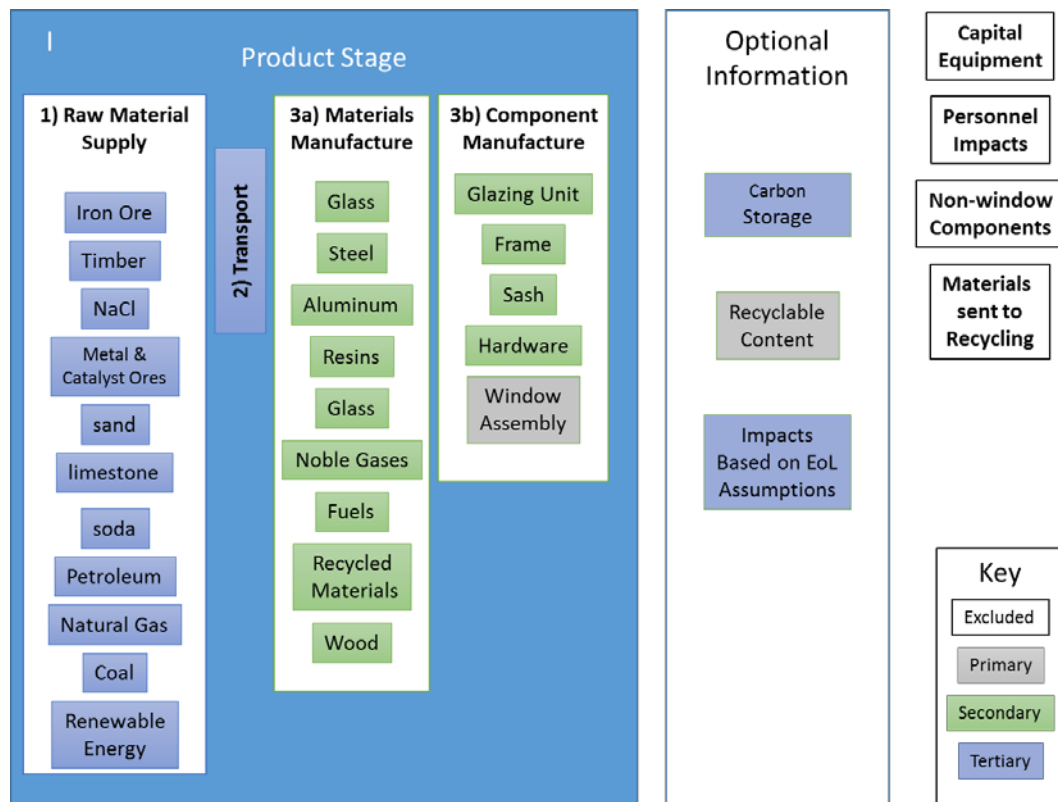 Product Stage
1) Raw Material
Supply
Iron Ore
Timber
NaCl
Metal &
Catalyst Ores
sand
limestone
soda
Petroleum
Natural Gas
Coal
Renewable
Energy
2) Transport
3a) Materials
Manufacture
Glass
Steel
Aluminum
Resins
Glass
Noble Gases
Fuels
Recycled
Materials
Wood
3b) Component
Manufacture
Glazing Unit
Frame
Sash
Hardware
Window
Assembly
Optional
Information
Carbon
Storage
Recyclable
Content
Impacts
Based on EoL
Assumptions
Capital
Equipment
Personnel
Impacts
Non-window
Components
Materials
sent to
Recycling
Key
Excluded
Primary
Secondary
Tertiary